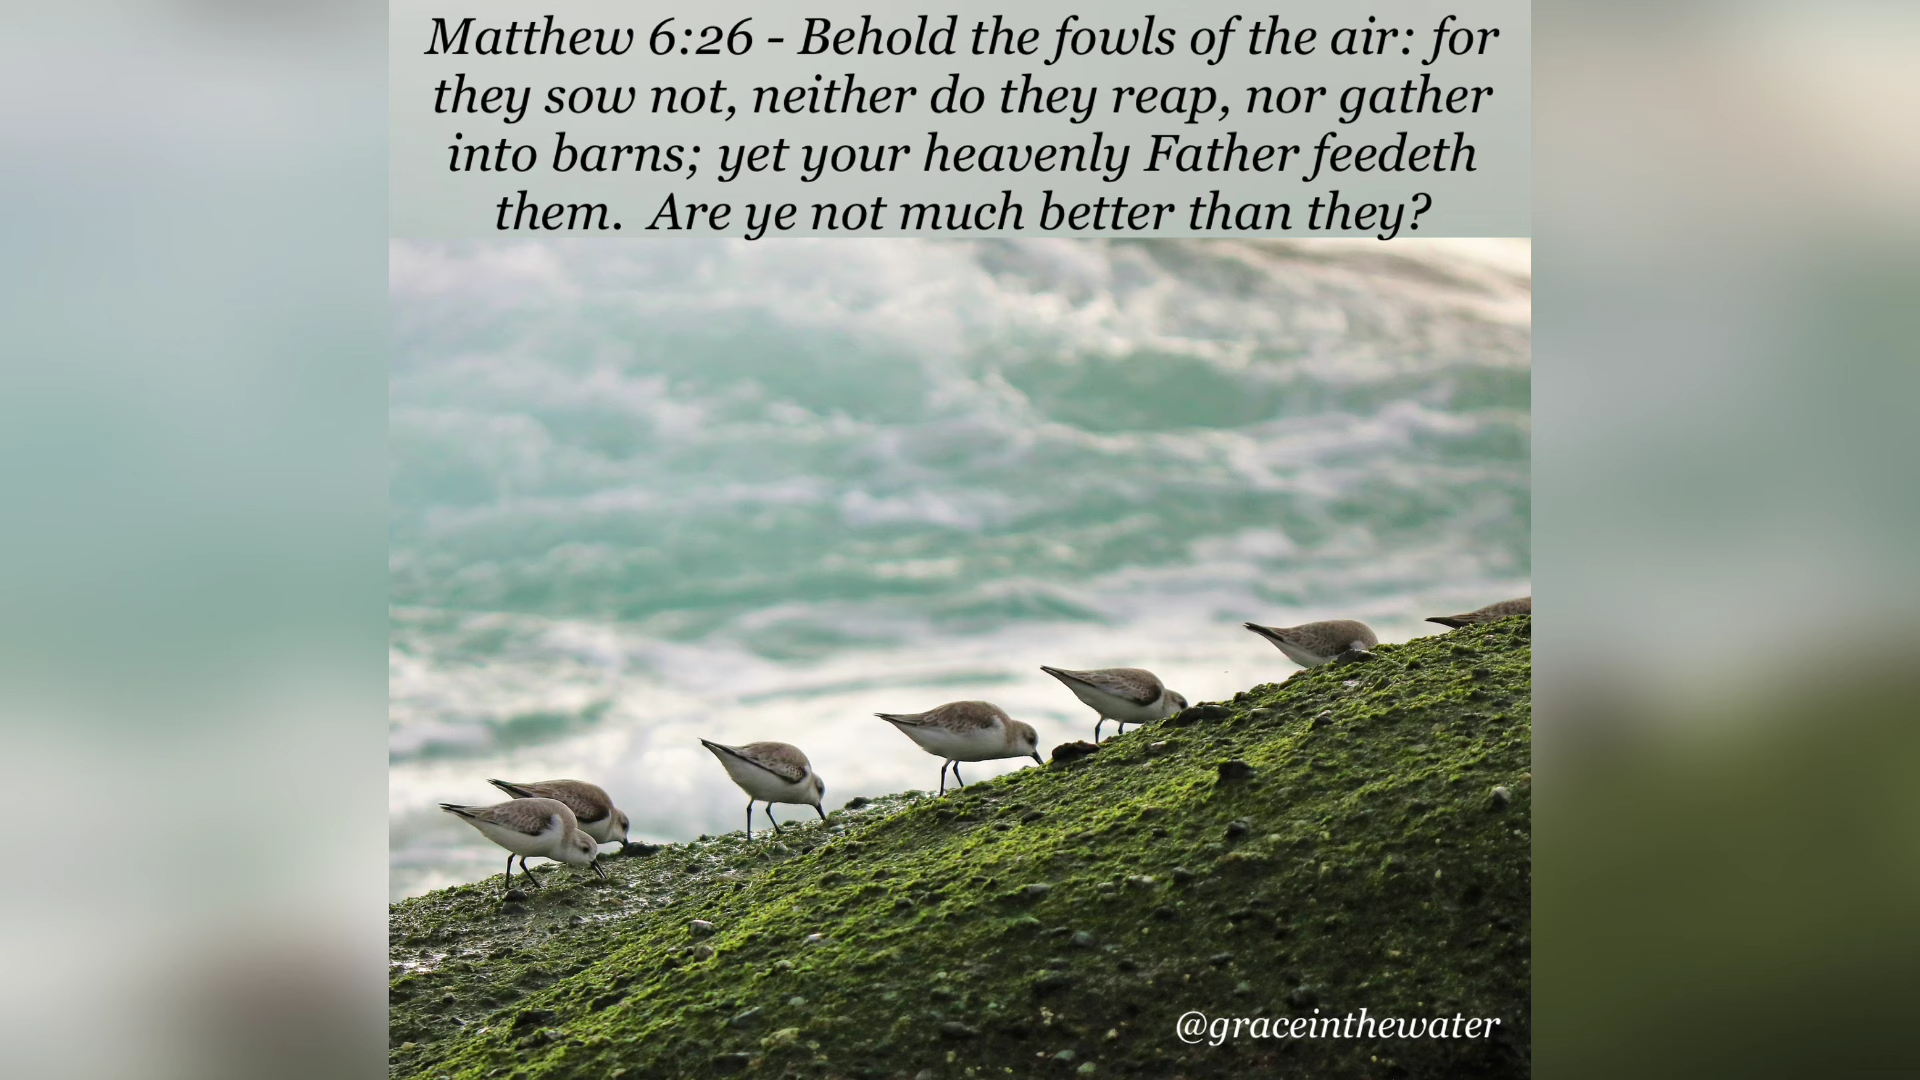 Matthew 6:26 - Behold the fowls of the air: for
they sow not, neither do they reap, nor gather
into barns; yet your heavenly Father feedeth
them.  Are ye not much better than they?
@graceinthewater